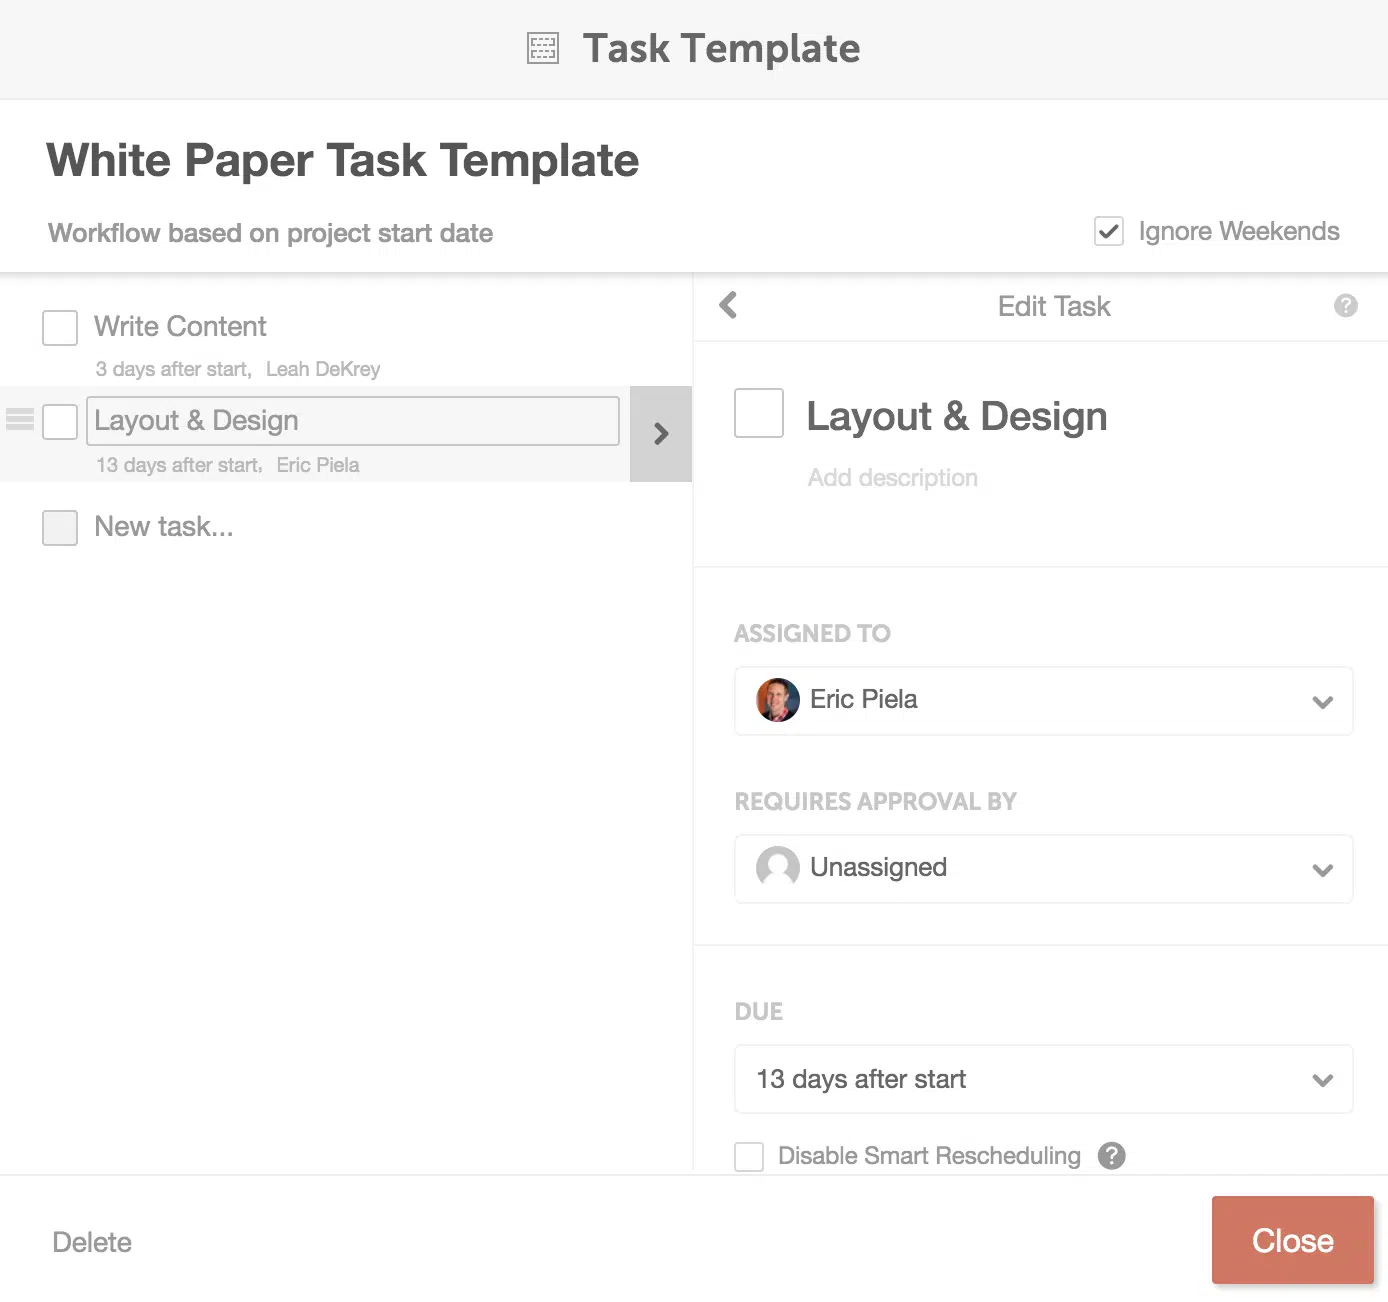 Task Template
White Paper Task Template
Workflow based on project start date
Ignore Weekends
Write Content
3 days after start, Leah DeKrey
Layout & Design
13 days after start, Eric Piela
New task...
Edit Task
?
Layout & Design
Add description
ASSIGNED TO
Eric Piela
REQUIRES APPROVAL BY
Unassigned
DUE
13 days after start
Disable Smart Rescheduling ?
Delete
Close